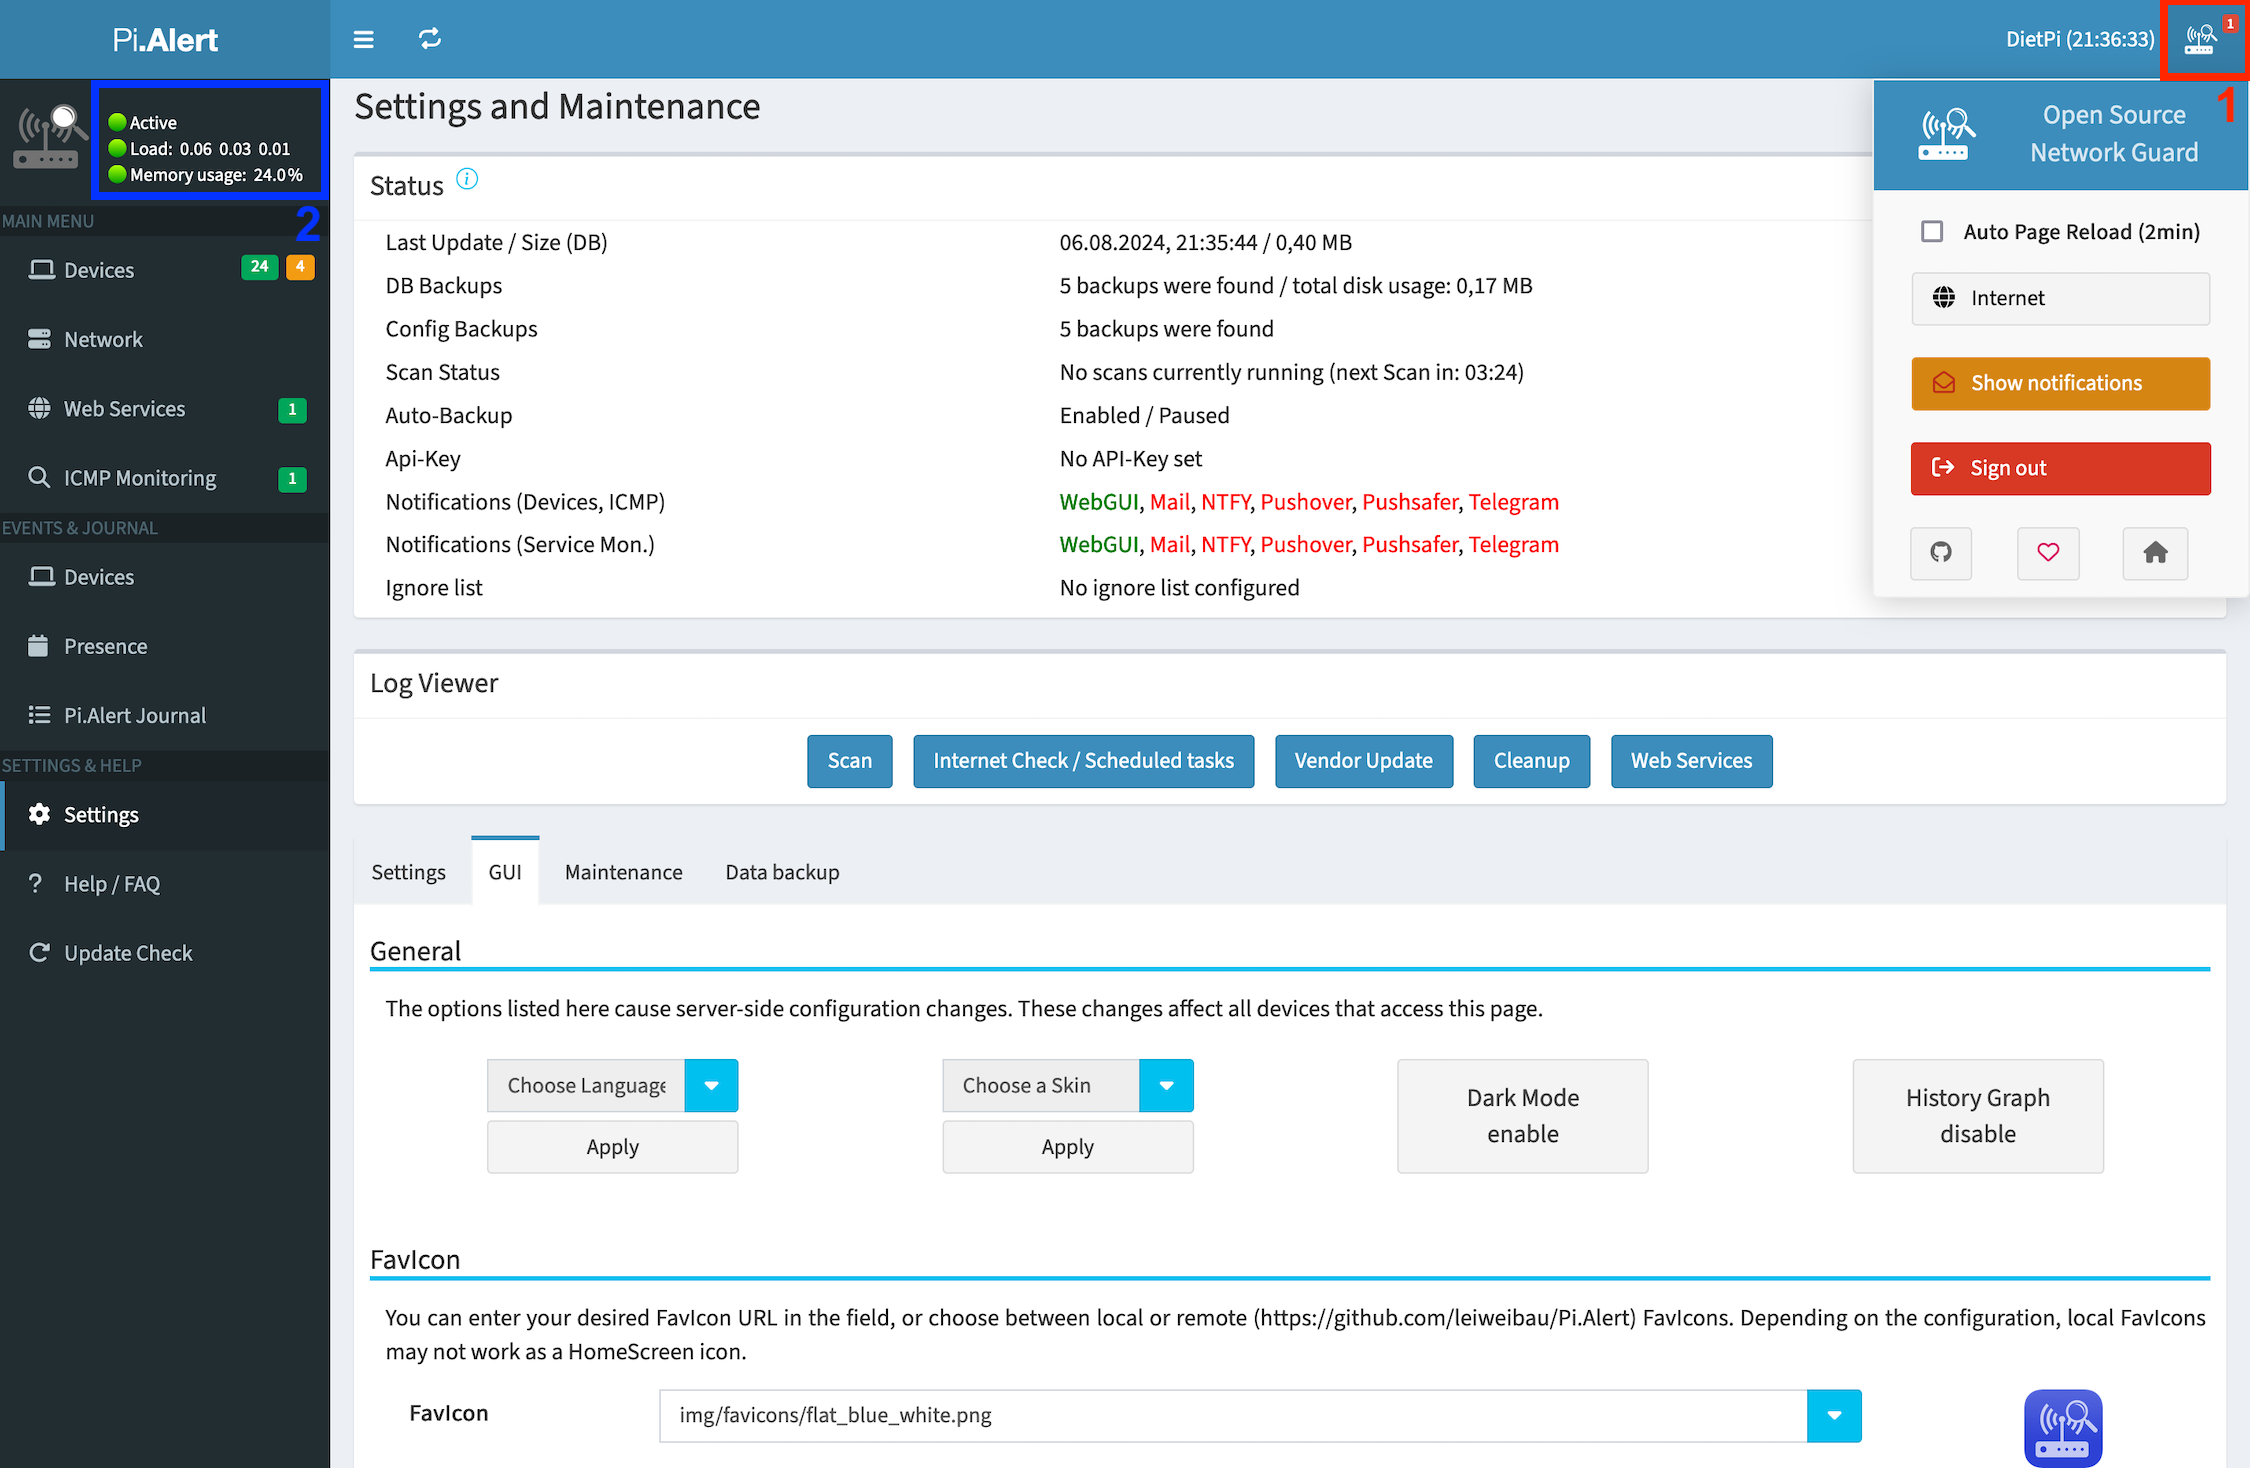 Pi.Alert
DietPi (21:36:33)
1
1
Active
Load: 0.06 0.03 0.01
Memory usage: 24.0%
2
MAIN MENU
Devices 24 4
Network
Web Services 1
ICMP Monitoring 1
EVENTS & JOURNAL
Devices
Presence
Pi.Alert Journal
SETTINGS & HELP
Settings
Help / FAQ
Update Check
Settings and Maintenance
Status
Last Update / Size (DB) 06.08.2024, 21:35:44 / 0,40 MB
DB Backups 5 backups were found / total disk usage: 0,17 MB
Config Backups 5 backups were found
Scan Status No scans currently running (next Scan in: 03:24)
Auto-Backup Enabled / Paused
Api-Key No API-Key set
Notifications (Devices, ICMP) WebGUI, Mail, NTFY, Pushover, Pushsafer, Telegram
Notifications (Service Mon.) WebGUI, Mail, NTFY, Pushover, Pushsafer, Telegram
Ignore list No ignore list configured
Open Source
Network Guard
Auto Page Reload (2min)
Internet
Show notifications
Sign out
Log Viewer
Scan Internet Check / Scheduled tasks Vendor Update Cleanup Web Services
Settings GUI Maintenance Data backup
General
The options listed here cause server-side configuration changes. These changes affect all devices that access this page.
Choose Language Choose a Skin
Apply Apply
Dark Mode
enable
History Graph
disable
FavIcon
You can enter your desired FavIcon URL in the field, or choose between local or remote (https://github.com/leiweibau/Pi.Alert) FavIcons. Depending on the configuration, local FavIcons
may not work as a HomeScreen icon.
FavIcon img/favicons/flat_blue_white.png